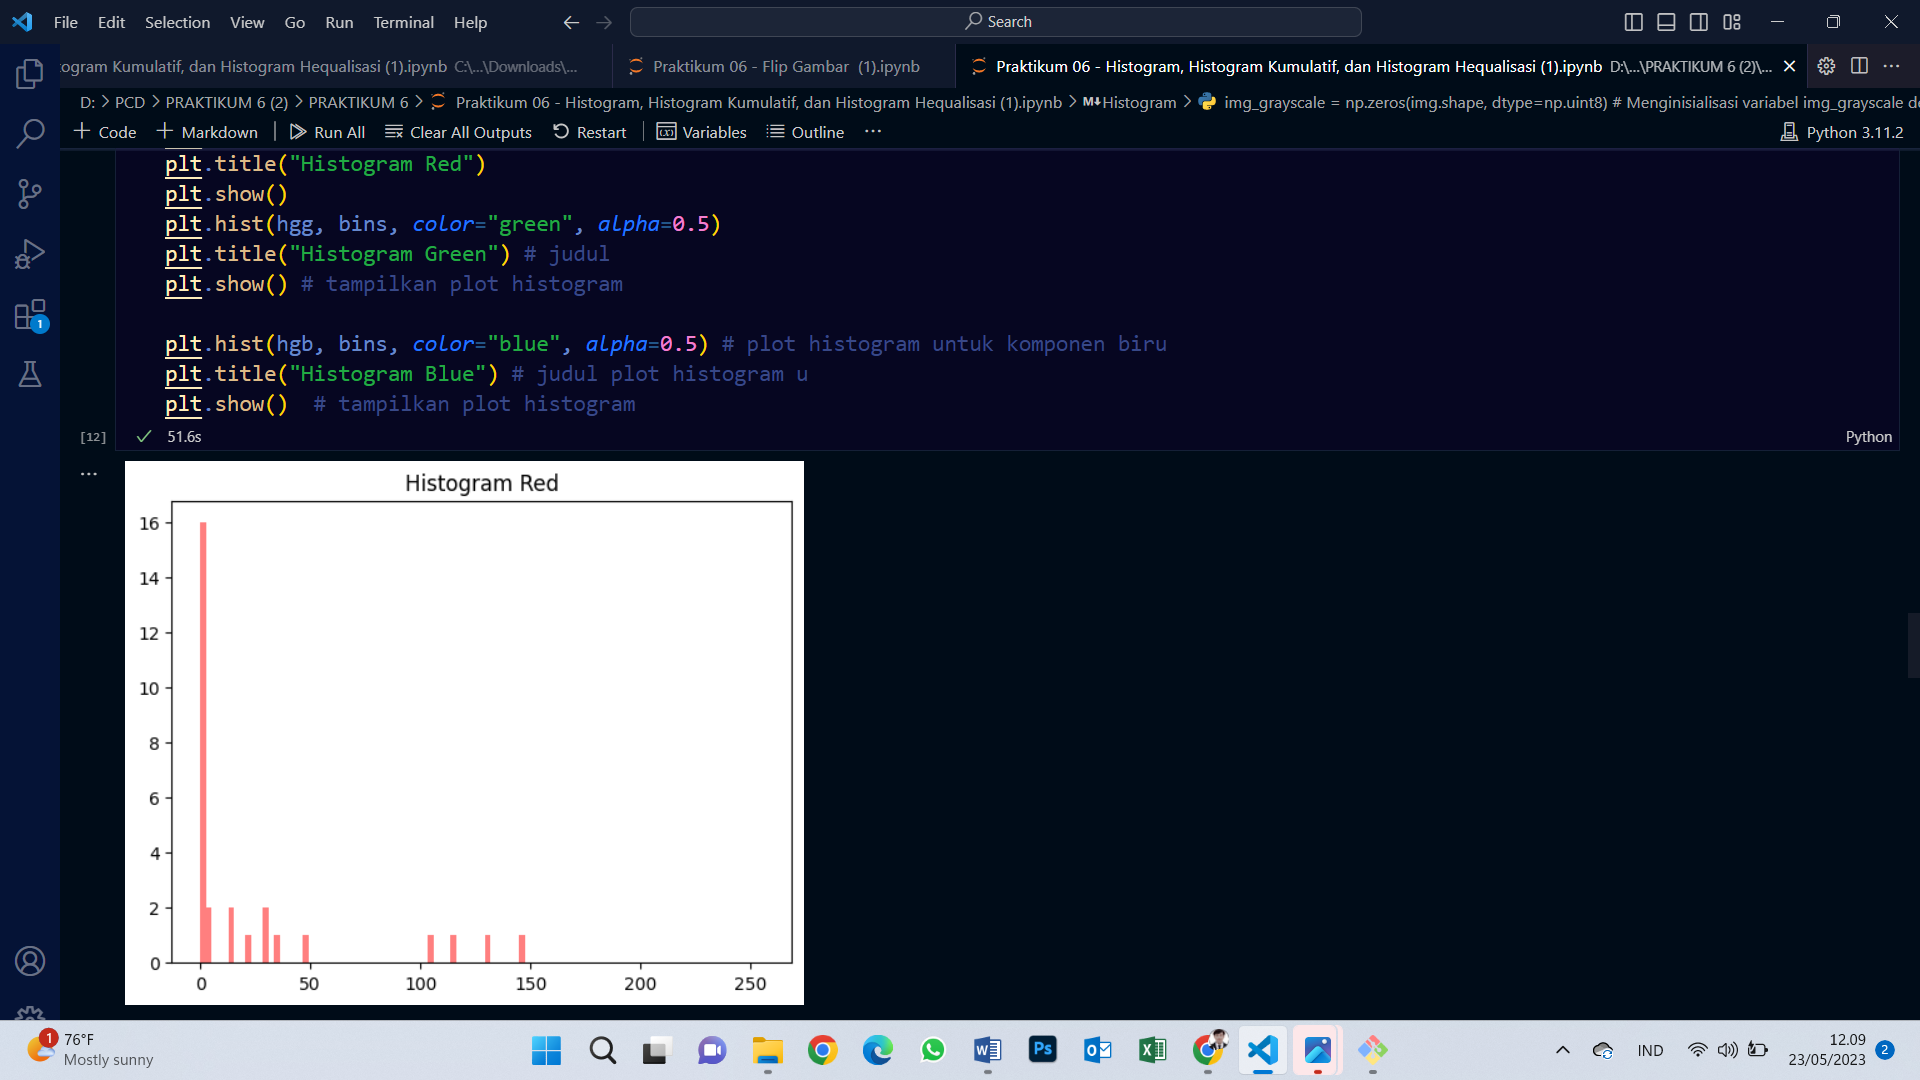 File Edit Selection View Go Run Terminal Help
Search
togram Kumulatif, dan Histogram Hequalisasi (1).ipynb C:\...\Downloads\...
Praktikum 06 - Flip Gambar (1).ipynb
Praktikum 06 - Histogram, Histogram Kumulatif, dan Histogram Hequalisasi (1).ipynb D:\...\PRAKTIKUM 6 (2)\...
D: > PCD > PRAKTIKUM 6 (2) > PRAKTIKUM 6 > Praktikum 06 - Histogram, Histogram Kumulatif, dan Histogram Hequalisasi (1).ipynb > M↓Histogram > img_grayscale = np.zeros(img.shape, dtype=np.uint8) # Menginisialisasi variabel img_grayscale de
+ Code + Markdown | Run All Clear All Outputs Restart | Variables Outline ...
Python 3.11.2
plt.title("Histogram Red")
plt.show()
plt.hist(hgg, bins, color="green", alpha=0.5)
plt.title("Histogram Green") # judul
plt.show() # tampilkan plot histogram
plt.hist(hgb, bins, color="blue", alpha=0.5) # plot histogram untuk komponen biru
plt.title("Histogram Blue") # judul plot histogram u
plt.show()  # tampilkan plot histogram
[12] 51.6s
Python
...
Histogram Red
16
14
12
10
8
6
4
2
0
0 50 100 150 200 250
1
1
76°F
Mostly sunny
Ps
IND
12.09
23/05/2023
2